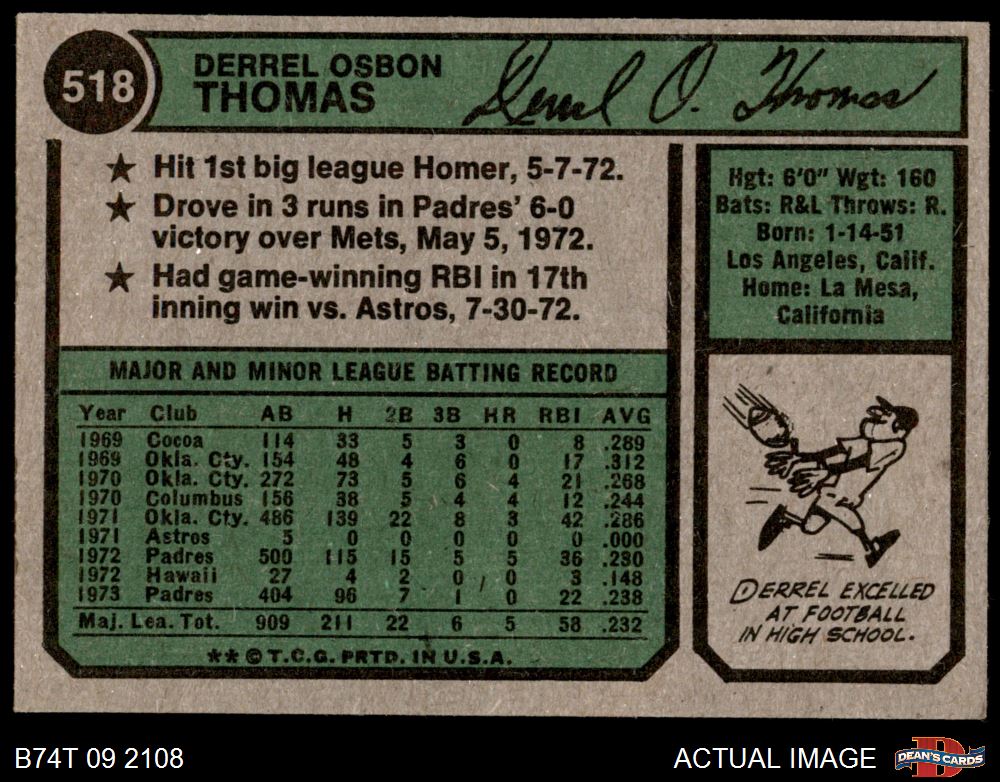 518
DERREL OSBON
THOMAS
Derrel O. Thomas
★ Hit 1st big league Homer, 5-7-72.
★ Drove in 3 runs in Padres' 6-0
victory over Mets, May 5, 1972.
★ Had game-winning RBI in 17th
inning win vs. Astros, 7-30-72.
Hgt: 6'0" Wgt: 160
Bats: R&L Throws: R.
Born: 1-14-51
Los Angeles, Calif.
Home: La Mesa,
California
MAJOR AND MINOR LEAGUE BATTING RECORD
Year Club AB H 2B 3B HR RBI AVG
1969 Cocoa 114 33 5 3 0 8 .289
1969 Okla. Cty. 154 48 4 6 0 17 .312
1970 Okla. Cty. 272 73 5 6 4 21 .268
1970 Columbus 156 38 5 4 4 12 .244
1971 Okla. Cty. 486 139 22 8 3 42 .286
1971 Astros 5 0 0 0 0 0 .000
1972 Padres 500 115 15 5 5 36 .230
1972 Hawaii 27 4 2 0 0 3 .148
1973 Padres 404 96 7 1 0 22 .238
Maj. Lea. Tot. 909 211 22 6 5 58 .232
** © T.C.G. PRTD. IN U.S.A.
DERREL EXCELLED
AT FOOTBALL
IN HIGH SCHOOL.
B74T 09 2108
ACTUAL IMAGE
D
DEAN'S CARDS